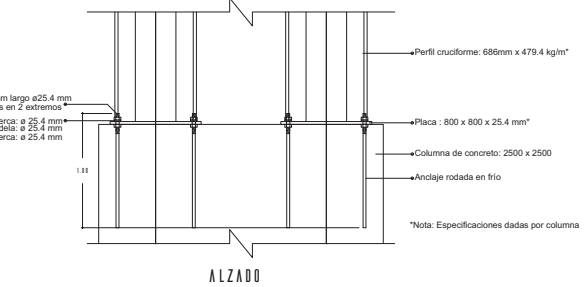 m largo ø25.4 mm
s en 2 extremos
erca: ø 25.4 mm
dela: ø 25.4 mm
erca: ø 25.4 mm
1.00
Perfil cruciforme: 686mm x 479.4 kg/m*
Placa : 800 x 800 x 25.4 mm*
Columna de concreto: 2500 x 2500
Anclaje rodada en frío
*Nota: Especificaciones dadas por columna
ALZADO